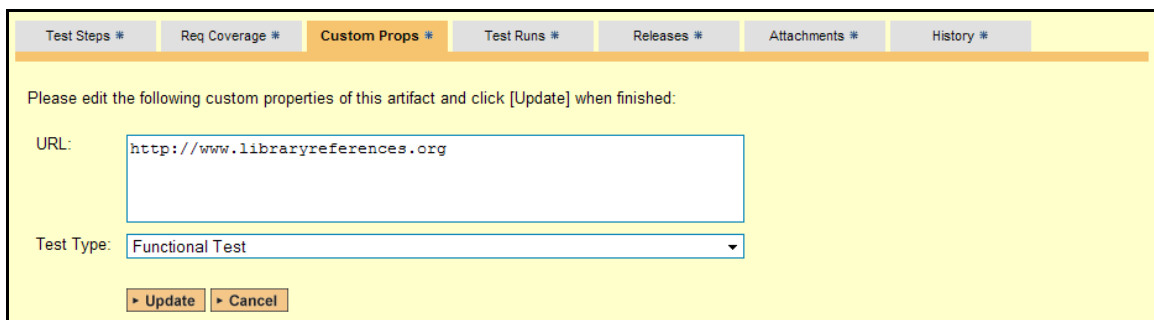 Test Steps * Req Coverage * Custom Props * Test Runs * Releases * Attachments * History *
Please edit the following custom properties of this artifact and click [Update] when finished:
URL: http://www.libraryreferences.org
Test Type: Functional Test
Update Cancel